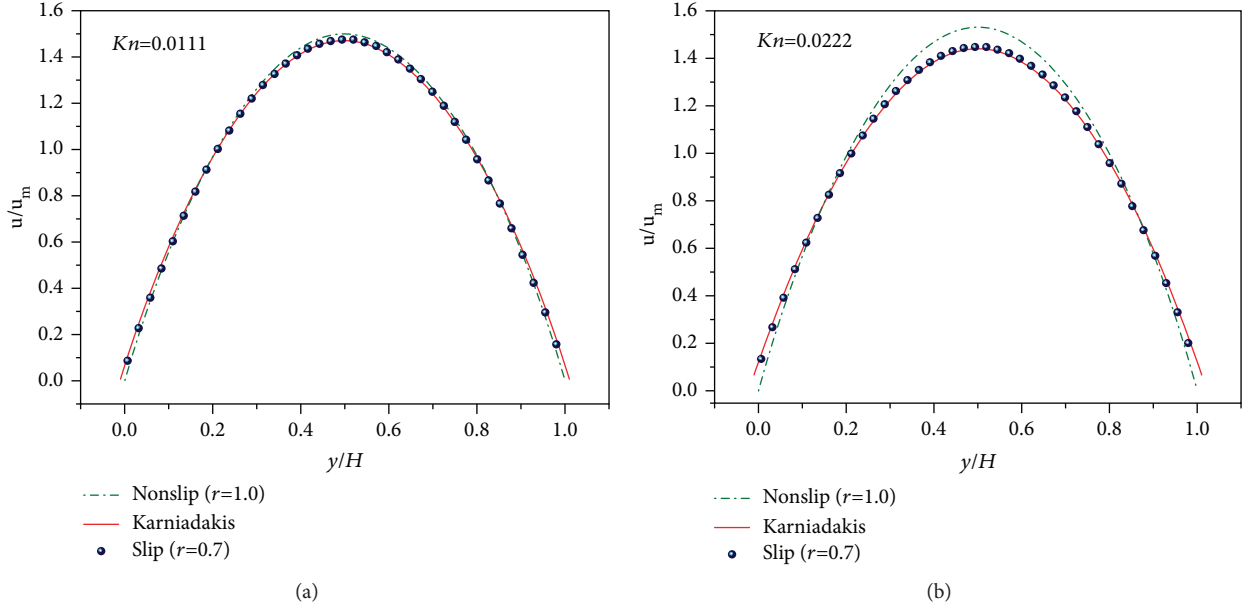 1.6
1.4
1.2
1.0
0.8
0.6
0.4
0.2
0.0
u/um
Kn=0.0111
0.0 0.2 0.4 0.6 0.8 1.0
y/H
Nonslip (r=1.0)
Karniadakis
Slip (r=0.7)
(a)
1.6
1.4
1.2
1.0
0.8
0.6
0.4
0.2
0.0
u/um
Kn=0.0222
0.0 0.2 0.4 0.6 0.8 1.0
y/H
Nonslip (r=1.0)
Karniadakis
Slip (r=0.7)
(b)